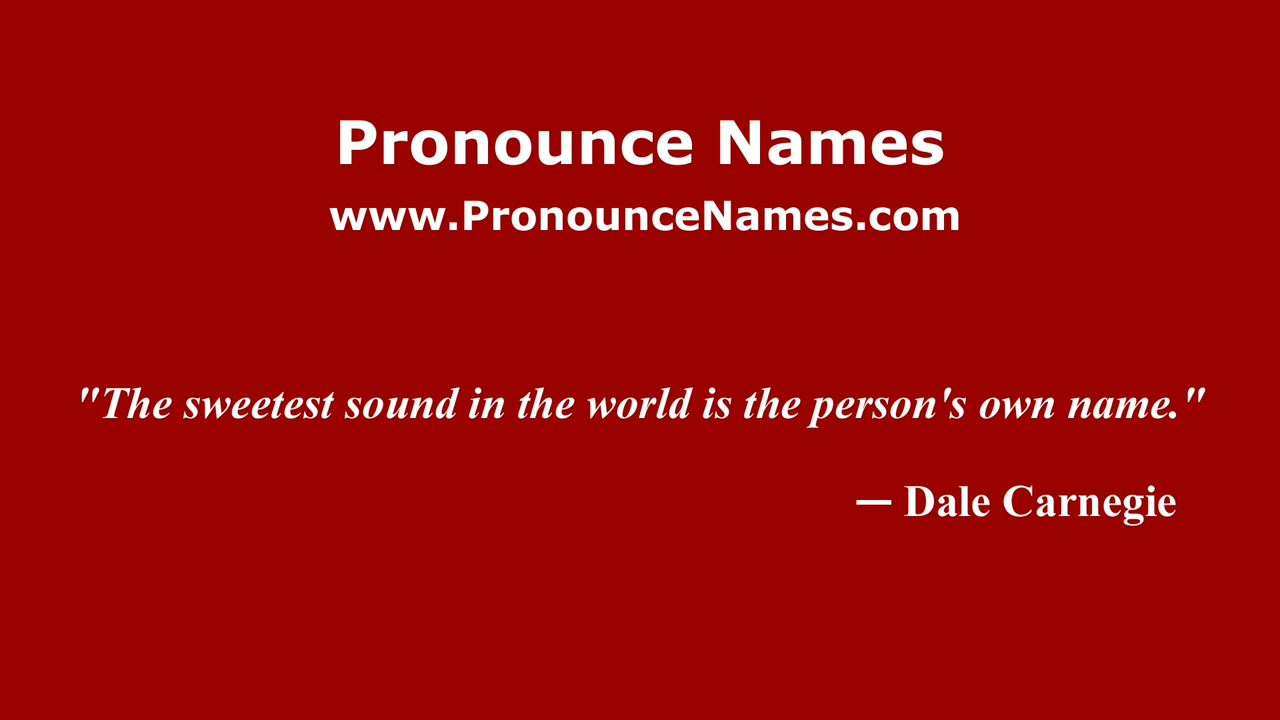 Pronounce Names
www.PronounceNames.com
"The sweetest sound in the world is the person's own name."
— Dale Carnegie